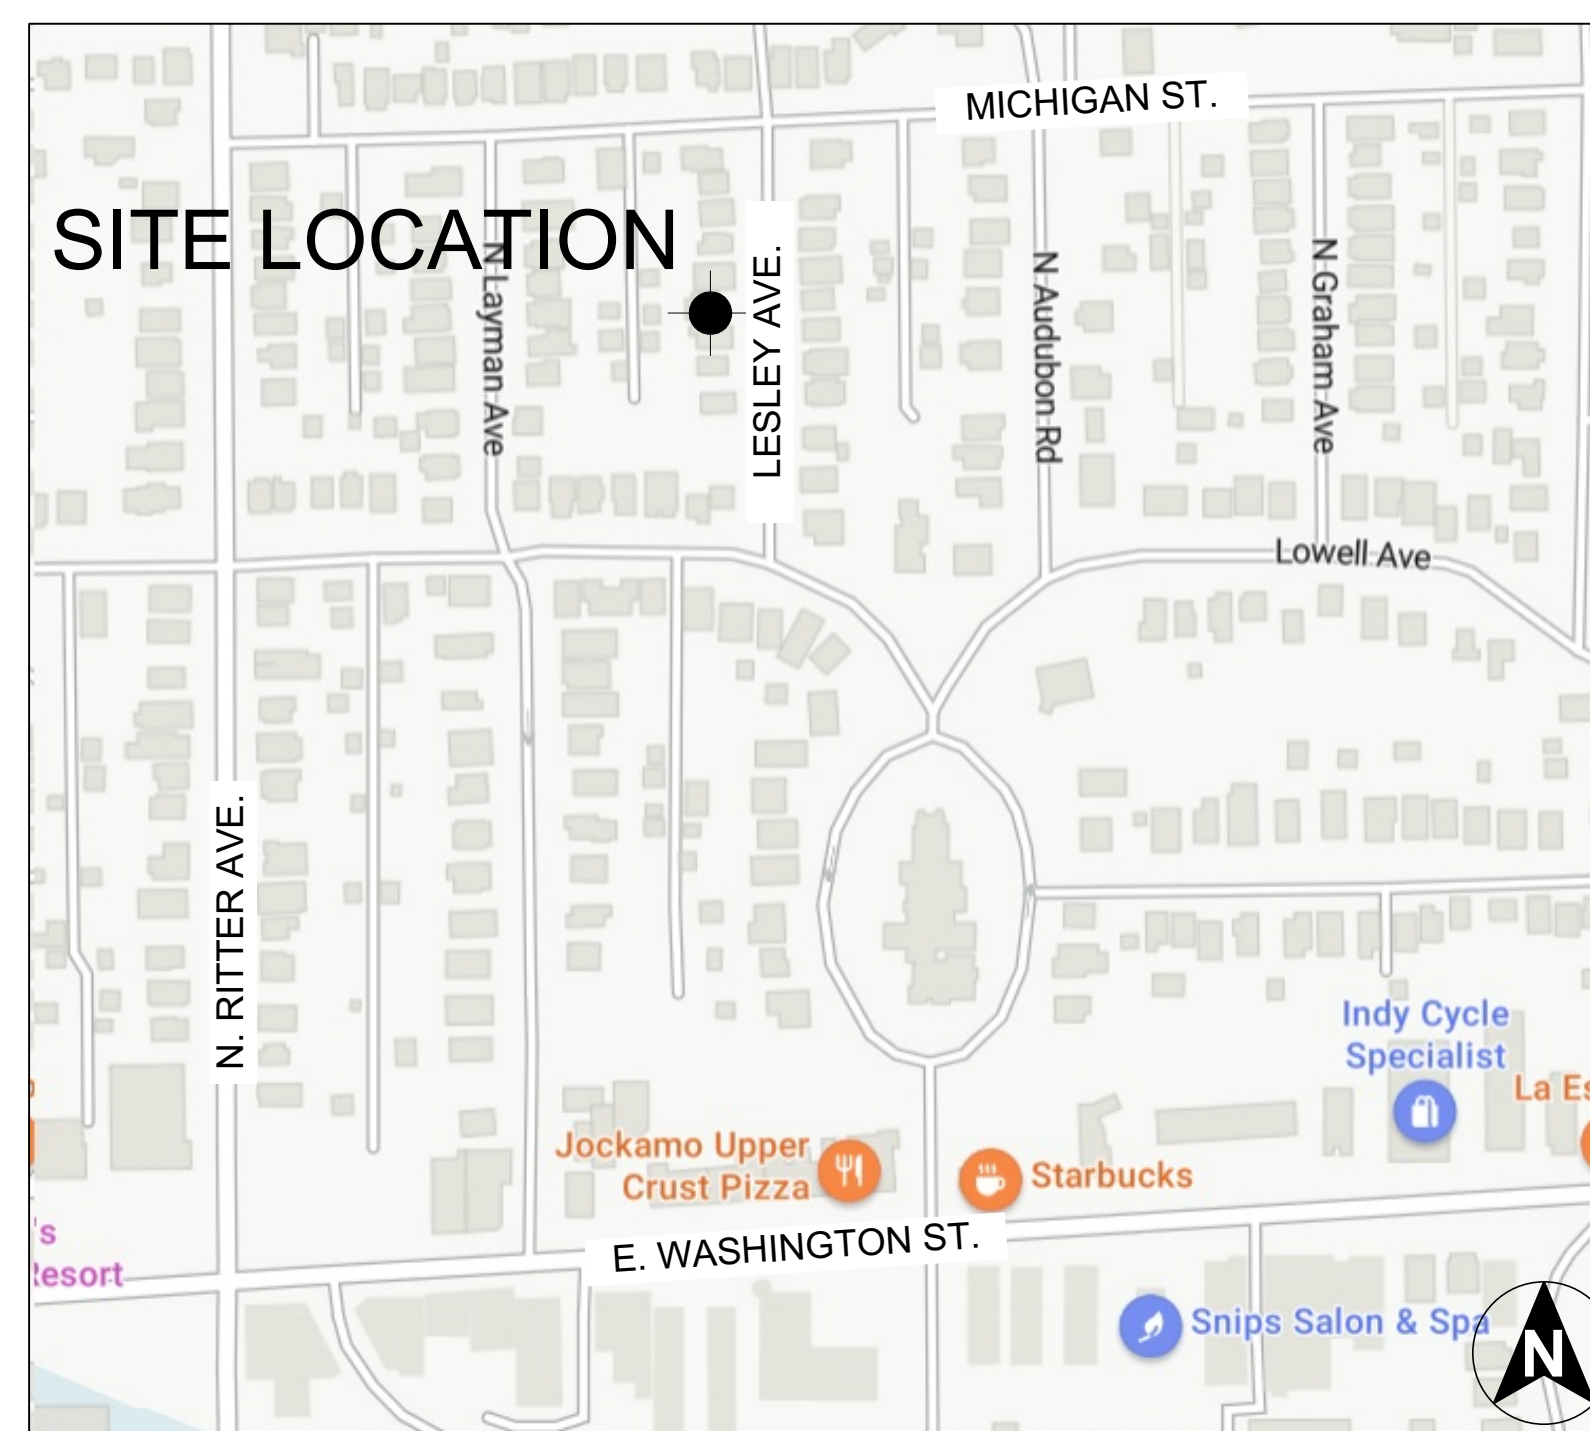 MICHIGAN ST.
SITE LOCATION
N Layman Ave
LESLEY AVE.
N Audubon Rd
N Graham Ave
Lowell Ave
N. RITTER AVE.
Indy Cycle
Specialist
La Es
Jockamo Upper
Crust Pizza
Starbucks
E. WASHINGTON ST.
's
Resort
Snips Salon & Spa
N